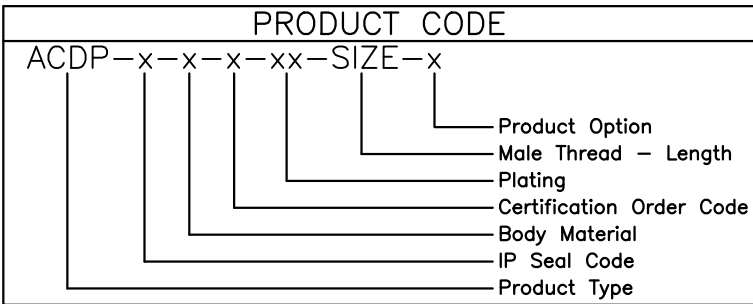 PRODUCT CODE
ACDP-x-x-x-xx-SIZE-x
Product Option
Male Thread - Length
Plating
Certification Order Code
Body Material
IP Seal Code
Product Type